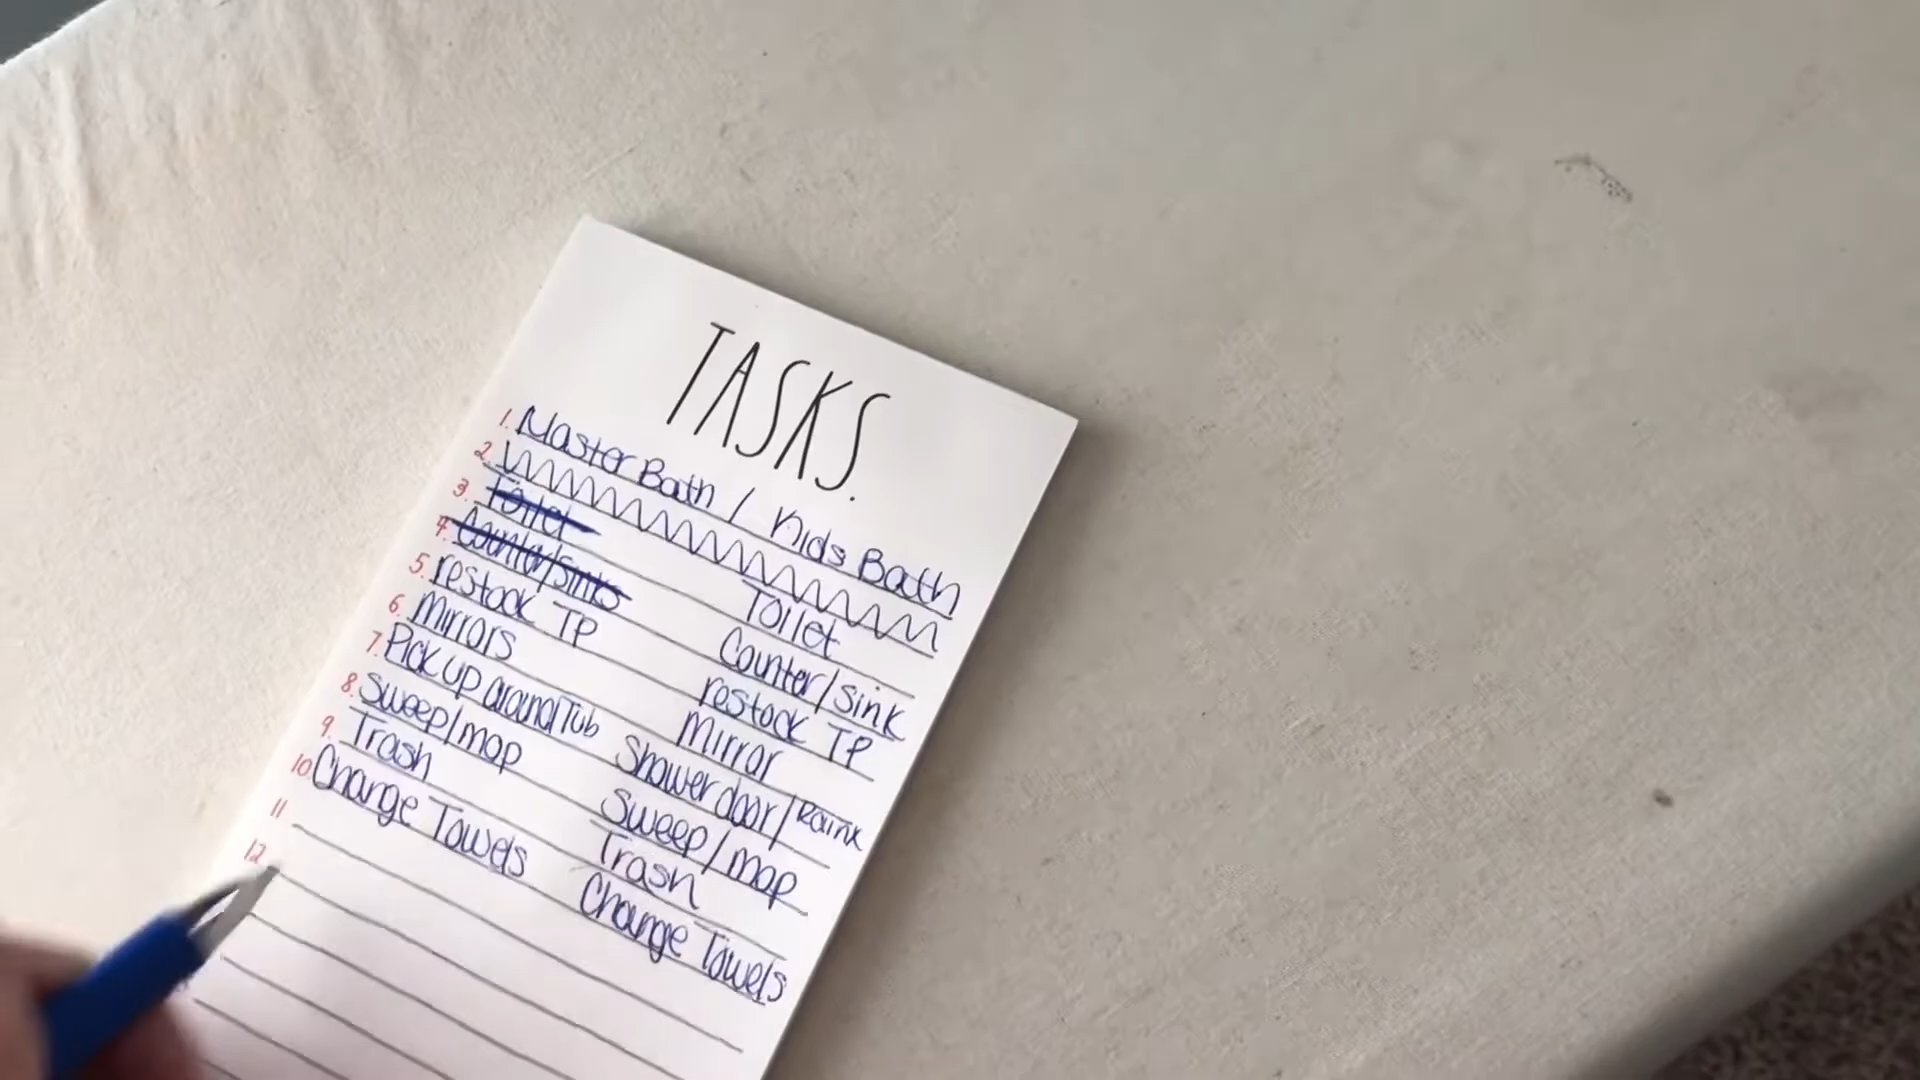 TASKS.
1. Master Bath / Kids Bath
2.
3. Toilet Toilet
4. Counter/sinks Counter/sink
5. restock TP restock TP
6. Mirrors Mirror
7. Pick up around Tub Shower door/
8. Sweep/mop Sweep/mop
9. Trash Trash
10 Change Towels Change Towels
11
12